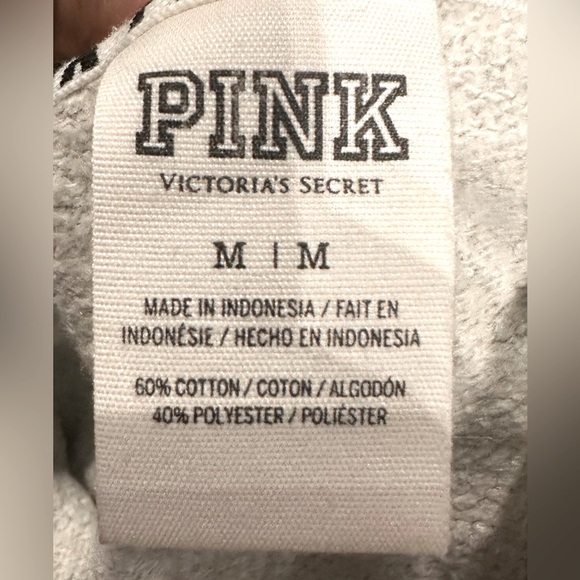 PINK
VICTORIA'S SECRET
M | M
MADE IN INDONESIA / FAIT EN
INDONÉSIE / HECHO EN INDONESIA
60% COTTON / COTON / ALGODÓN
40% POLYESTER / POLIÉSTER